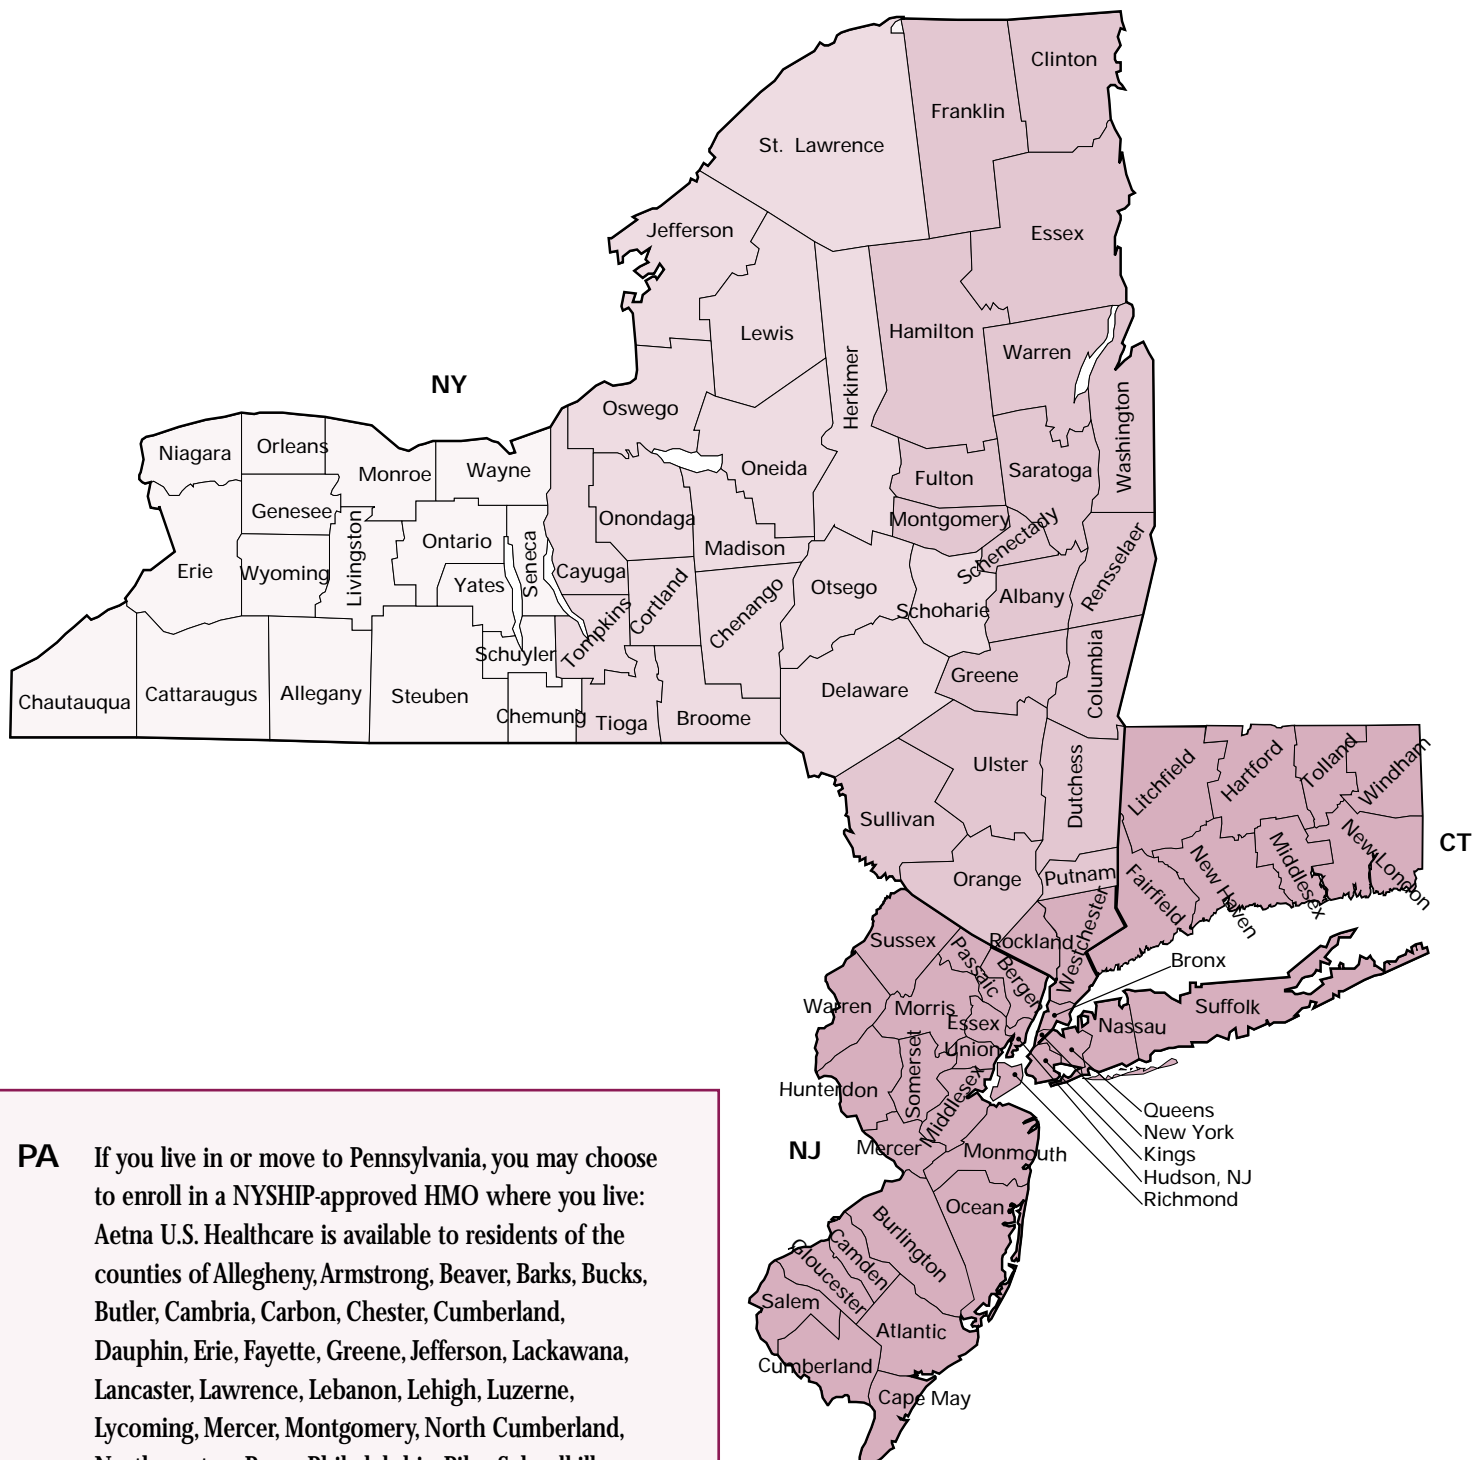 Clinton
Franklin
St. Lawrence
Jefferson
Essex
Lewis
Hamilton
Herkimer
Warren
Washington
NY
Oswego
Niagara
Orleans
Monroe
Wayne
Oneida
Fulton
Saratoga
Genesee
Onondaga
Montgomery
Schenectady
Livingston
Ontario
Seneca
Madison
Rensselaer
Erie
Wyoming
Yates
Cayuga
Cortland
Chenango
Otsego
Schoharie
Albany
Tompkins
Schuyler
Greene
Columbia
Chautauqua
Cattaraugus
Allegany
Steuben
Chemung
Tioga
Broome
Delaware
Ulster
Dutchess
Litchfield
Hartford
Tolland
Windham
Sullivan
CT
Orange
Putnam
Fairfield
New Haven
Middlesex
New London
Sussex
Passaic
Rockland
Westchester
Bergen
Bronx
Warren
Morris
Essex
Nassau
Suffolk
Union
Somerset
Hunterdon
Middlesex
Queens
New York
Kings
Hudson, NJ
Richmond
NJ
Mercer
Monmouth
Ocean
Burlington
Camden
Gloucester
Salem
Atlantic
Cumberland
Cape May
PA If you live in or move to Pennsylvania, you may choose
to enroll in a NYSHIP-approved HMO where you live:
Aetna U.S. Healthcare is available to residents of the
counties of Allegheny, Armstrong, Beaver, Barks, Bucks,
Butler, Cambria, Carbon, Chester, Cumberland,
Dauphin, Erie, Fayette, Greene, Jefferson, Lackawana,
Lancaster, Lawrence, Lebanon, Lehigh, Luzerne,
Lycoming, Mercer, Montgomery, North Cumberland,